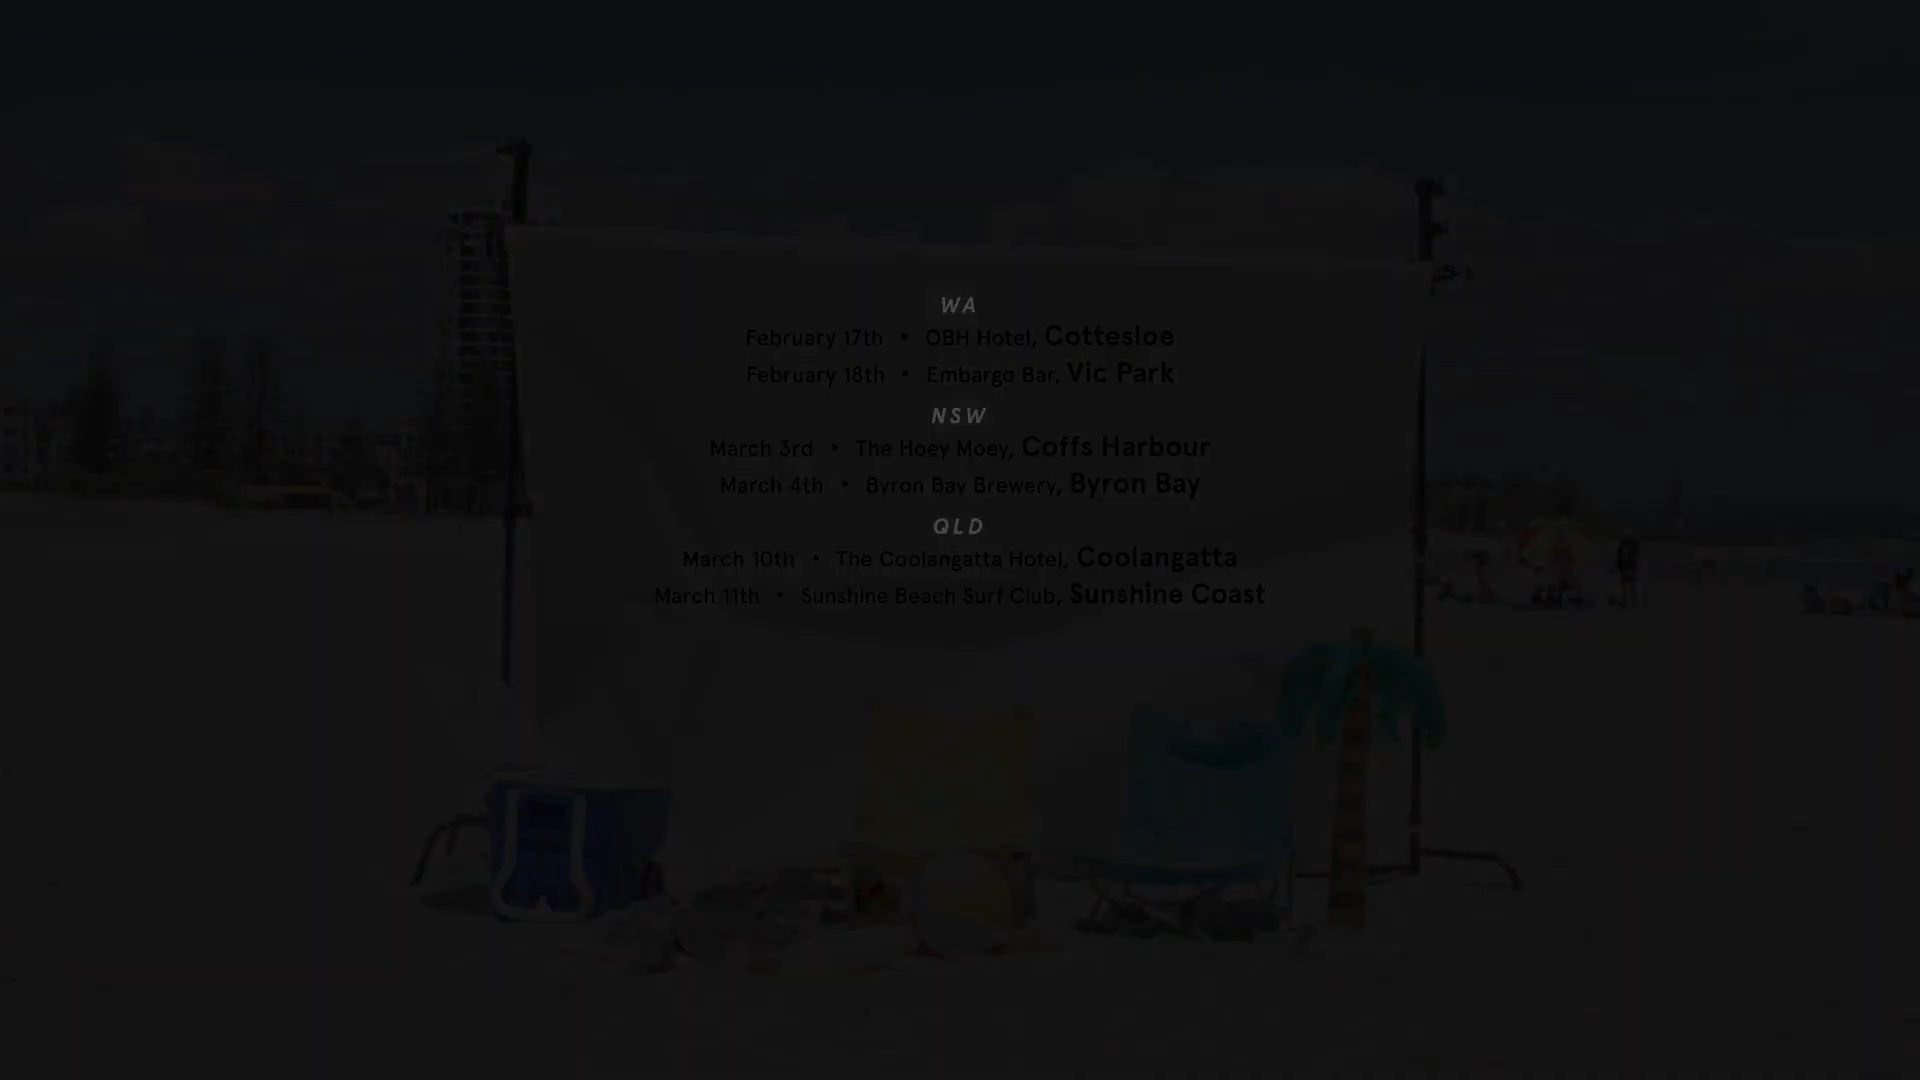 WA
February 17th • OBH Hotel, Cottesloe
February 18th • Embargo Bar, Vic Park
NSW
March 3rd • The Hoey Moey, Coffs Harbour
March 4th • Byron Bay Brewery, Byron Bay
QLD
March 10th • The Coolangatta Hotel, Coolangatta
March 11th • Sunshine Beach Surf Club, Sunshine Coast